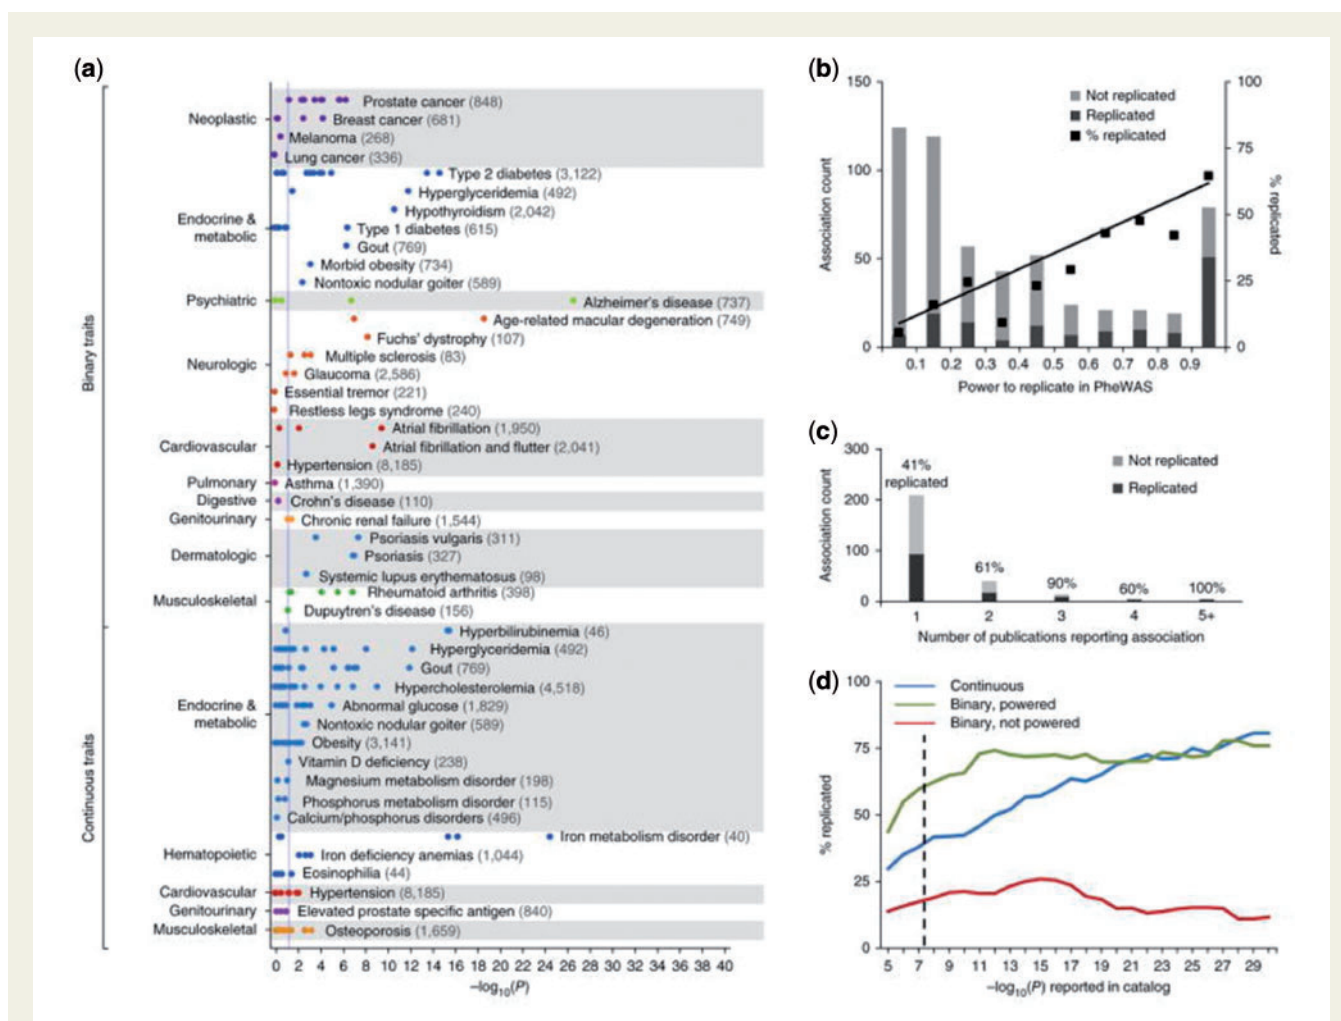 (a)
Binary traits
Continuous traits
Neoplastic
Prostate cancer (848)
Breast cancer (681)
Melanoma (268)
Lung cancer (336)
Endocrine &
metabolic
Type 2 diabetes (3,122)
Hyperglyceridemia (492)
Hypothyroidism (2,042)
Type 1 diabetes (615)
Gout (769)
Morbid obesity (734)
Nontoxic nodular goiter (589)
Psychiatric
Alzheimer's disease (737)
Neurologic
Age-related macular degeneration (749)
Fuchs' dystrophy (107)
Multiple sclerosis (83)
Glaucoma (2,586)
Essential tremor (221)
Restless legs syndrome (240)
Cardiovascular
Atrial fibrillation (1,950)
Atrial fibrillation and flutter (2,041)
Hypertension (8,185)
Pulmonary
Asthma (1,390)
Digestive
Crohn's disease (110)
Genitourinary
Chronic renal failure (1,544)
Dermatologic
Psoriasis vulgaris (311)
Psoriasis (327)
Systemic lupus erythematosus (98)
Musculoskeletal
Rheumatoid arthritis (398)
Dupuytren's disease (156)
Endocrine &
metabolic
Hyperbilirubinemia (46)
Hyperglyceridemia (492)
Gout (769)
Hypercholesterolemia (4,518)
Abnormal glucose (1,829)
Nontoxic nodular goiter (589)
Obesity (3,141)
Vitamin D deficiency (238)
Magnesium metabolism disorder (198)
Phosphorus metabolism disorder (115)
Calcium/phosphorus disorders (496)
Hematopoietic
Iron metabolism disorder (40)
Iron deficiency anemias (1,044)
Eosinophilia (44)
Cardiovascular
Hypertension (8,185)
Genitourinary
Elevated prostate specific antigen (840)
Musculoskeletal
Osteoporosis (1,659)
0 2 4 6 8 10 12 14 16 18 20 22 24 26 28 30 32 34 36 38 40
–log10(P)
(b)
150
100
50
0
Association count
Not replicated
Replicated
% replicated
100
75
50
25
0
% replicated
0.1 0.2 0.3 0.4 0.5 0.6 0.7 0.8 0.9
Power to replicate in PheWAS
(c)
300
200
100
0
Association count
41%
replicated
61%
90%
60%
100%
Not replicated
Replicated
1 2 3 4 5+
Number of publications reporting association
(d)
100
75
50
25
0
% replicated
Continuous
Binary, powered
Binary, not powered
5 7 9 11 13 15 17 19 21 23 25 27 29
–log10(P) reported in catalog